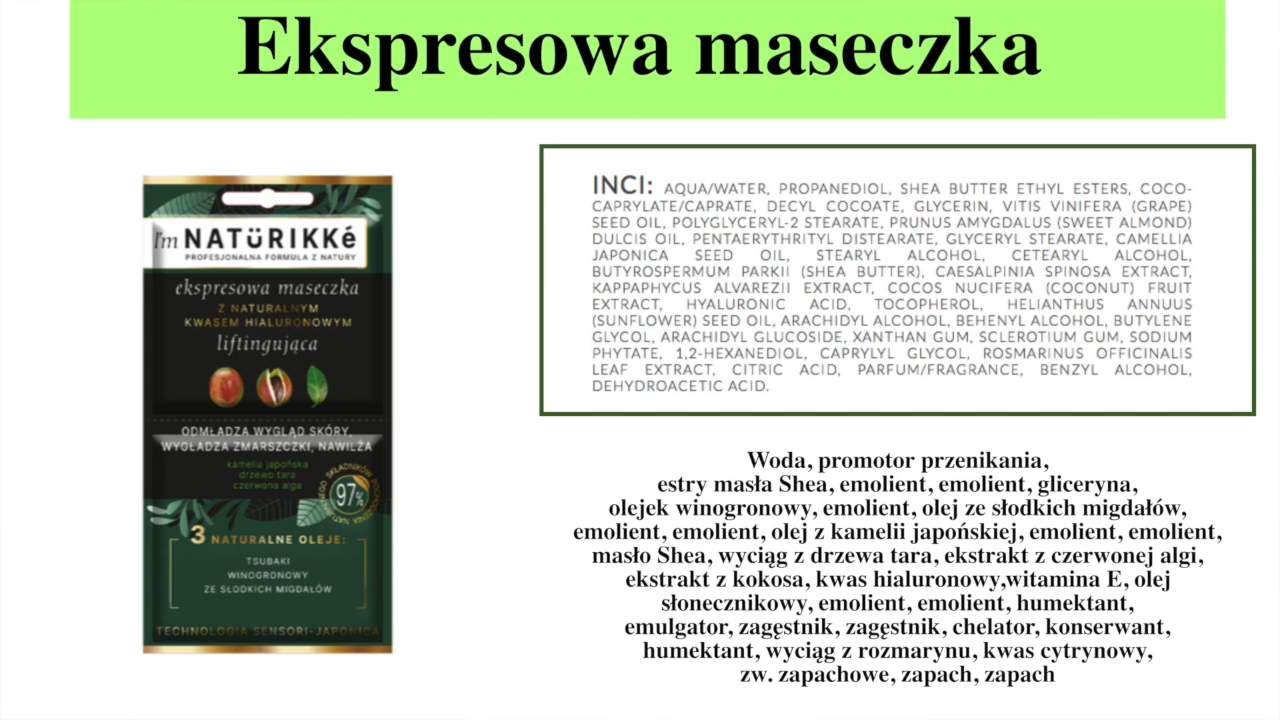 Ekspresowa maseczka
I'm NATÜRIKKé
PROFESJONALNA FORMUŁA Z NATURY
ekspresowa maseczka
Z NATURALNYM
KWASEM HIALURONOWYM
liftingująca
ODMŁADZA WYGLĄD SKÓRY,
WYGŁADZA ZMARSZCZKI, NAWILŻA
kamelia japońska
drzewo tara
czerwona alga
97%
SKŁADNIKÓW POCHODZENIA NATURALNEGO
3 NATURALNE OLEJE:
TSUBAKI
WINOGRONOWY
ZE SŁODKICH MIGDAŁÓW
TECHNOLOGIA SENSORI-JAPONICA
INCI: AQUA/WATER, PROPANEDIOL, SHEA BUTTER ETHYL ESTERS, COCO-
CAPRYLATE/CAPRATE, DECYL COCOATE, GLYCERIN, VITIS VINIFERA (GRAPE)
SEED OIL, POLYGLYCERYL-2 STEARATE, PRUNUS AMYGDALUS (SWEET ALMOND)
DULCIS OIL, PENTAERYTHRITYL DISTEARATE, GLYCERYL STEARATE, CAMELLIA
JAPONICA SEED OIL, STEARYL ALCOHOL, CETEARYL ALCOHOL,
BUTYROSPERMUM PARKII (SHEA BUTTER), CAESALPINIA SPINOSA EXTRACT,
KAPPAPHYCUS ALVAREZII EXTRACT, COCOS NUCIFERA (COCONUT) FRUIT
EXTRACT, HYALURONIC ACID, TOCOPHEROL, HELIANTHUS ANNUUS
(SUNFLOWER) SEED OIL, ARACHIDYL ALCOHOL, BEHENYL ALCOHOL, BUTYLENE
GLYCOL, ARACHIDYL GLUCOSIDE, XANTHAN GUM, SCLEROTIUM GUM, SODIUM
PHYTATE, 1,2-HEXANEDIOL, CAPRYLYL GLYCOL, ROSMARINUS OFFICINALIS
LEAF EXTRACT, CITRIC ACID, PARFUM/FRAGRANCE, BENZYL ALCOHOL,
DEHYDROACETIC ACID.
Woda, promotor przenikania,
estry masła Shea, emolient, emolient, gliceryna,
olejek winogronowy, emolient, olej ze słodkich migdałów,
emolient, emolient, olej z kamelii japońskiej, emolient, emolient,
masło Shea, wyciąg z drzewa tara, ekstrakt z czerwonej algi,
ekstrakt z kokosa, kwas hialuronowy,witamina E, olej
słonecznikowy, emolient, emolient, humektant,
emulgator, zagęstnik, zagęstnik, chelator, konserwant,
humektant, wyciąg z rozmarynu, kwas cytrynowy,
zw. zapachowe, zapach, zapach